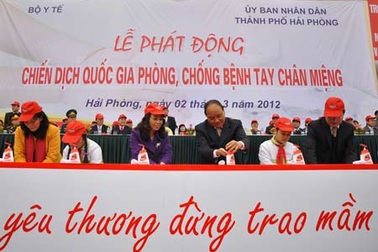 BỘ Y TẾ
ỦY BAN NHÂN DÂN
THÀNH PHỐ HẢI PHÒNG
LỄ PHÁT ĐỘNG
CHIẾN DỊCH QUỐC GIA PHÒNG, CHỐNG BỆNH TAY CHÂN MIỆNG
Hải Phòng, ngày 02 tháng 3 năm 2012
yêu thương đừng trao mầm